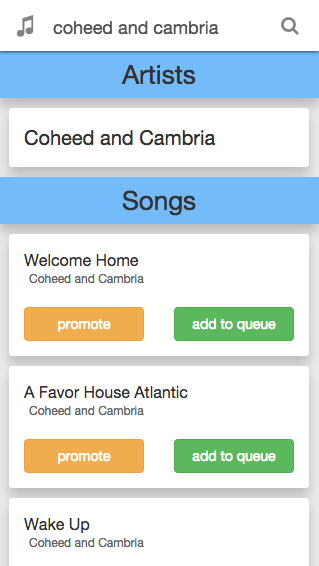 coheed and cambria
Artists
Coheed and Cambria
Songs
Welcome Home
Coheed and Cambria
promote add to queue
A Favor House Atlantic
Coheed and Cambria
promote add to queue
Wake Up
Coheed and Cambria